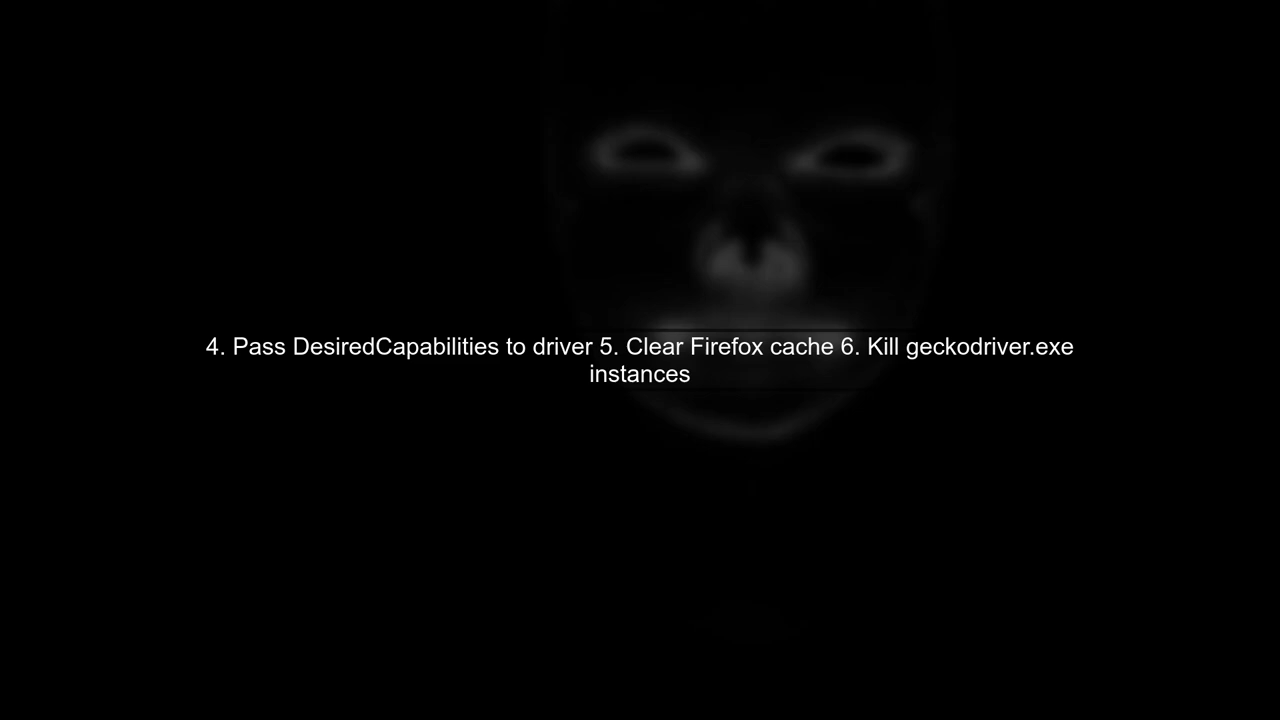 4. Pass DesiredCapabilities to driver 5. Clear Firefox cache 6. Kill geckodriver.exe
instances